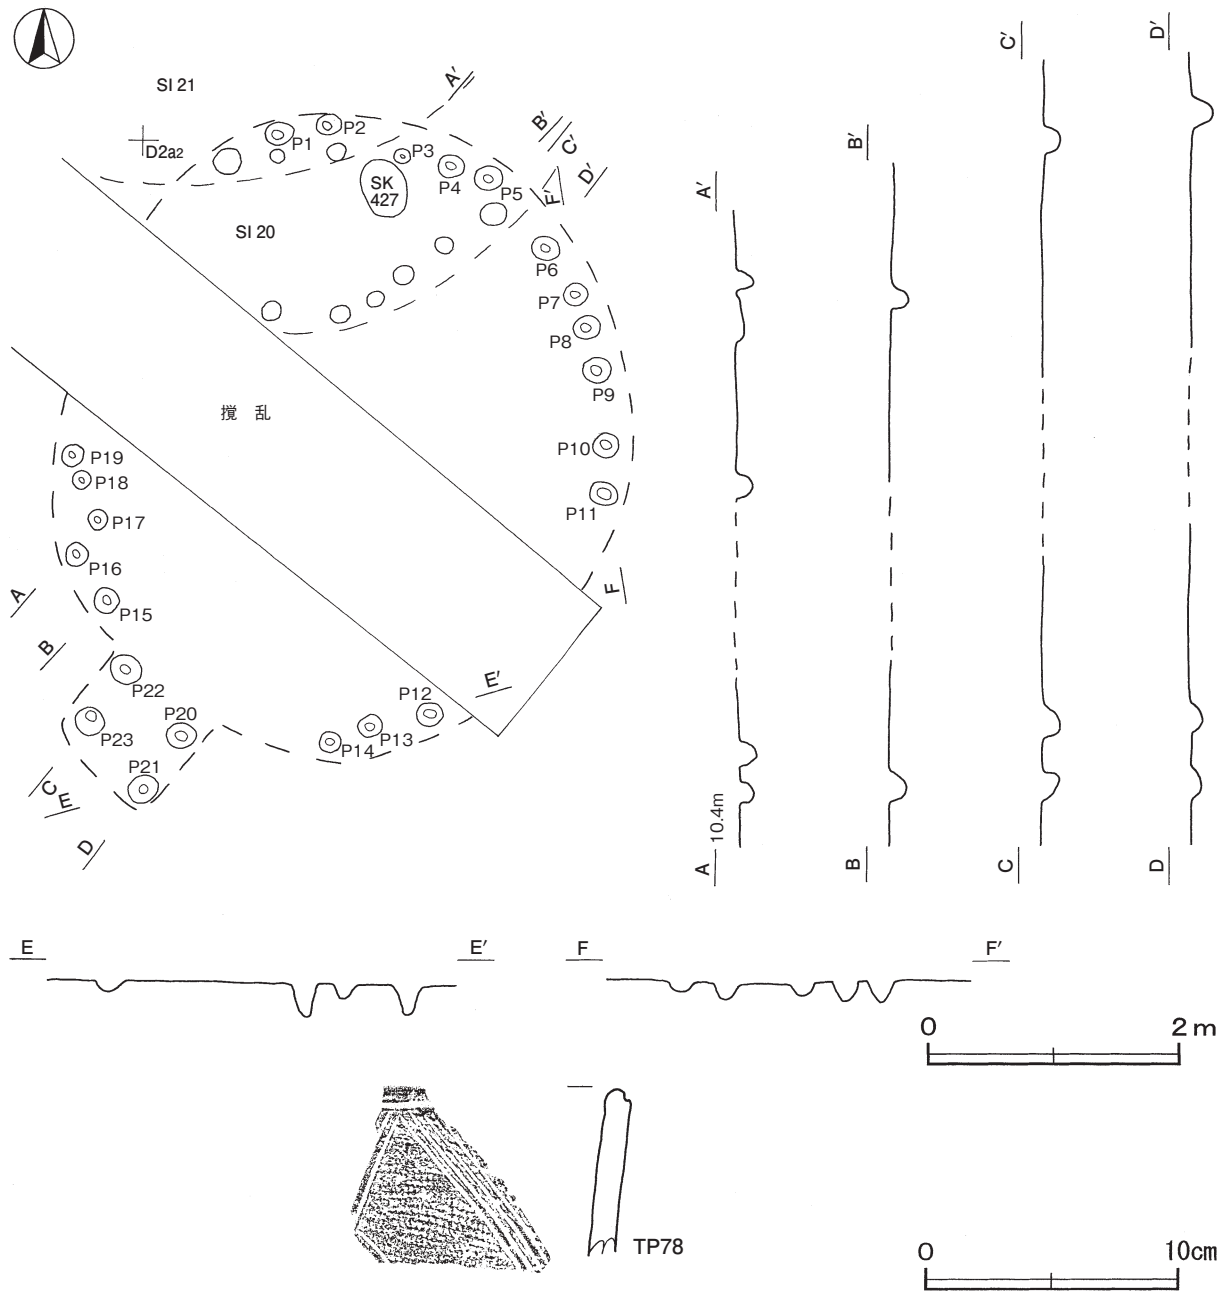 SI 21
D2a2
P1
P2
P3
P4
P5
SK
427
SI 20
P6
P7
P8
P9
P10
P11
撹 乱
P19
P18
P17
P16
P15
P22
P23
P20
P21
P12
P13
P14
A
B
C
E
D
A′
B′
C′
D′
F′
F
E′
A′
B′
C′
D′
A 10.4m
B
C
D
E E′
F F′
0 2m
TP78
0 10cm